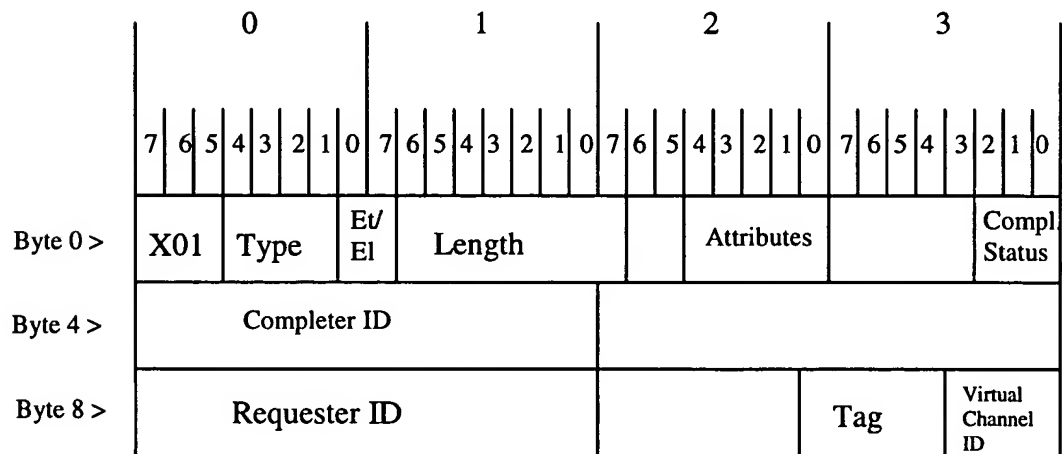 0 1 2 3
7 6 5 4 3 2 1 0 7 6 5 4 3 2 1 0 7 6 5 4 3 2 1 0 7 6 5 4 3 2 1 0
Byte 0 > X01 Type Et/ El Length Attributes Compl. Status
Byte 4 > Completer ID
Byte 8 > Requester ID Tag Virtual Channel ID